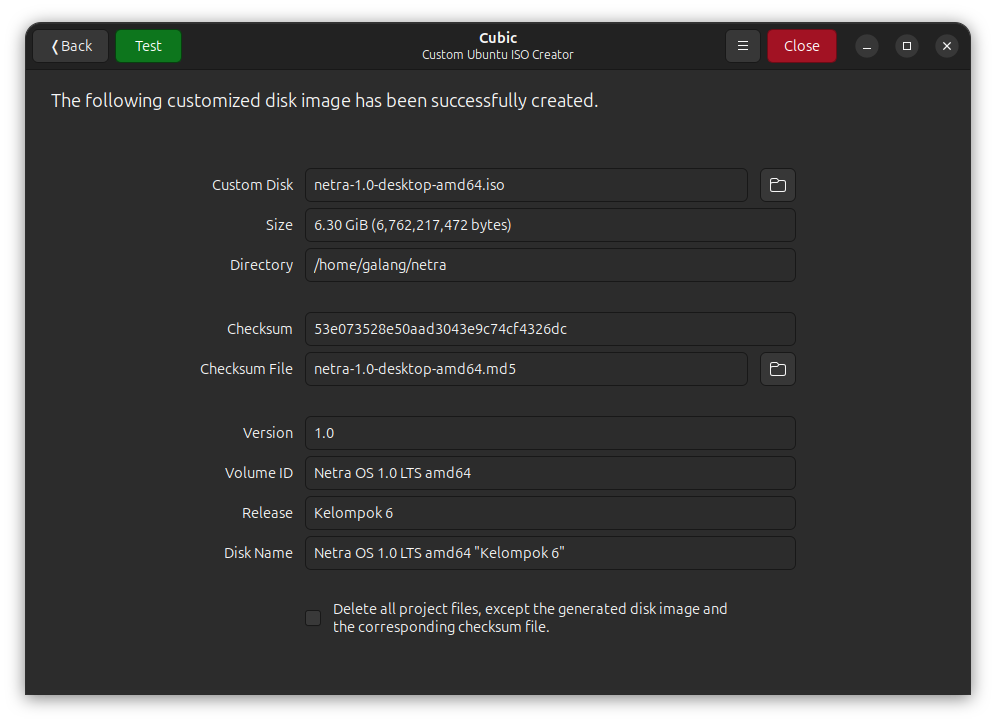 Back
Test
Cubic
Custom Ubuntu ISO Creator
Close
The following customized disk image has been successfully created.
Custom Disk netra-1.0-desktop-amd64.iso
Size 6.30 GiB (6,762,217,472 bytes)
Directory /home/galang/netra
Checksum 53e073528e50aad3043e9c74cf4326dc
Checksum File netra-1.0-desktop-amd64.md5
Version 1.0
Volume ID Netra OS 1.0 LTS amd64
Release Kelompok 6
Disk Name Netra OS 1.0 LTS amd64 "Kelompok 6"
Delete all project files, except the generated disk image and
the corresponding checksum file.